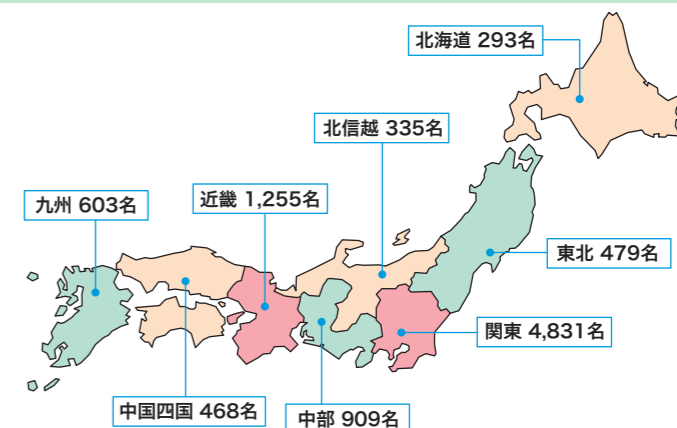 北海道 293名
北信越 335名
九州 603名
近畿 1,255名
東北 479名
関東 4,831名
中国四国 468名
中部 909名